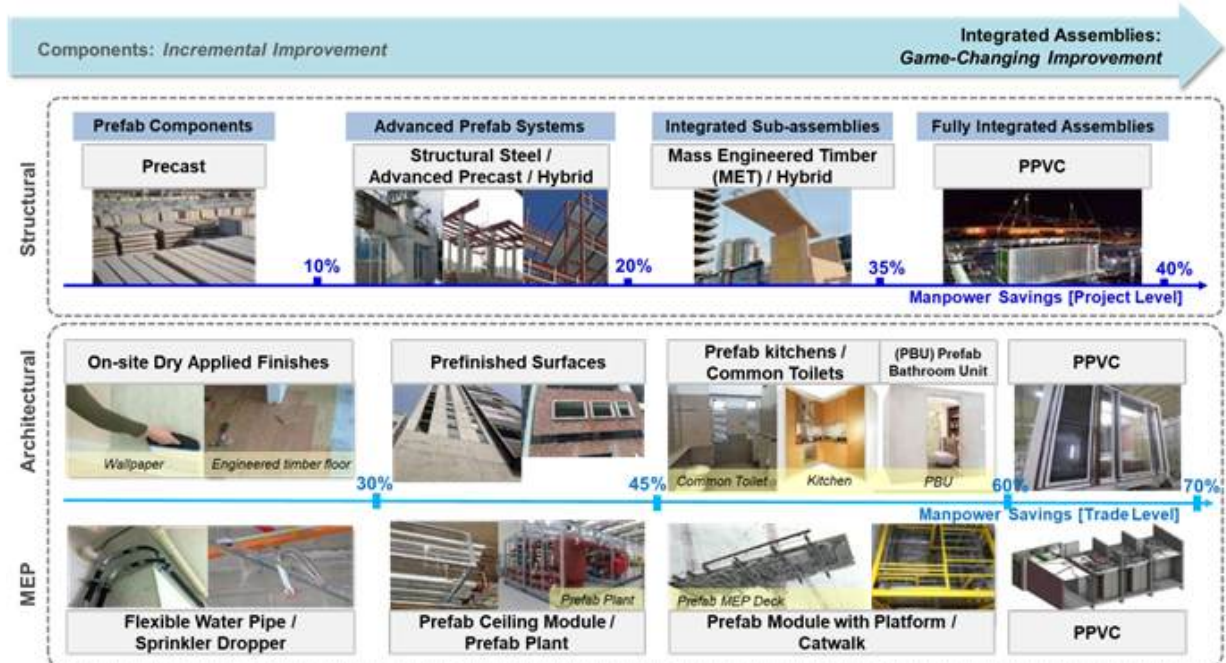 Components: Incremental Improvement
Integrated Assemblies:
Game-Changing Improvement
Structural
Prefab Components
Advanced Prefab Systems
Integrated Sub-assemblies
Fully Integrated Assemblies
Precast
Structural Steel /
Advanced Precast / Hybrid
Mass Engineered Timber
(MET) / Hybrid
PPVC
10%
20%
35%
40%
Manpower Savings [Project Level]
Architectural
On-site Dry Applied Finishes
Prefinished Surfaces
Prefab kitchens /
Common Toilets
(PBU) Prefab
Bathroom Unit
PPVC
Wallpaper
Engineered timber floor
Common Toilet
Kitchen
PBU
30%
45%
60%
70%
Manpower Savings [Trade Level]
MEP
Prefab Plant
Prefab MEP Deck
Flexible Water Pipe /
Sprinkler Dropper
Prefab Ceiling Module /
Prefab Plant
Prefab Module with Platform /
Catwalk
PPVC